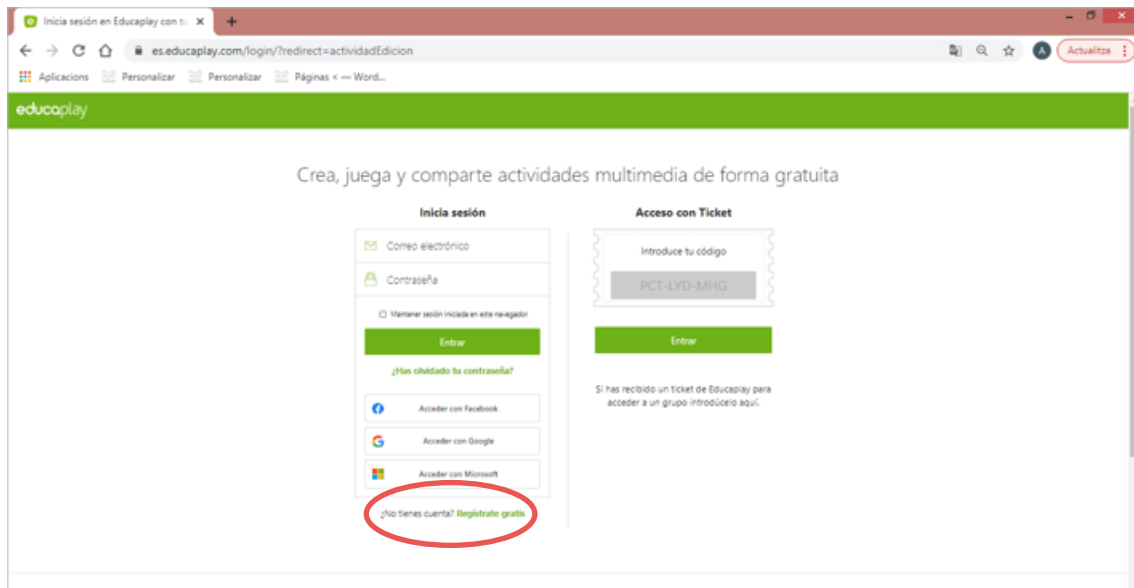 Inicia sesión en Educaplay con tu
es.educaplay.com/login/?redirect=actividadEdicion
A
Actualitza
Aplicacions
Personalizar
Personalizar
Páginas < — Word...
educaplay
Crea, juega y comparte actividades multimedia de forma gratuita
Inicia sesión
Correo electrónico
Contraseña
Mantener sesión iniciada en este navegador
Entrar
¿Has olvidado tu contraseña?
Acceder con Facebook
Acceder con Google
Acceder con Microsoft
¿No tienes cuenta? Regístrate gratis
Acceso con Ticket
Introduce tu código
PCT-LYD-MHG
Entrar
Si has recibido un ticket de Educaplay para
acceder a un grupo introdúcelo aquí.